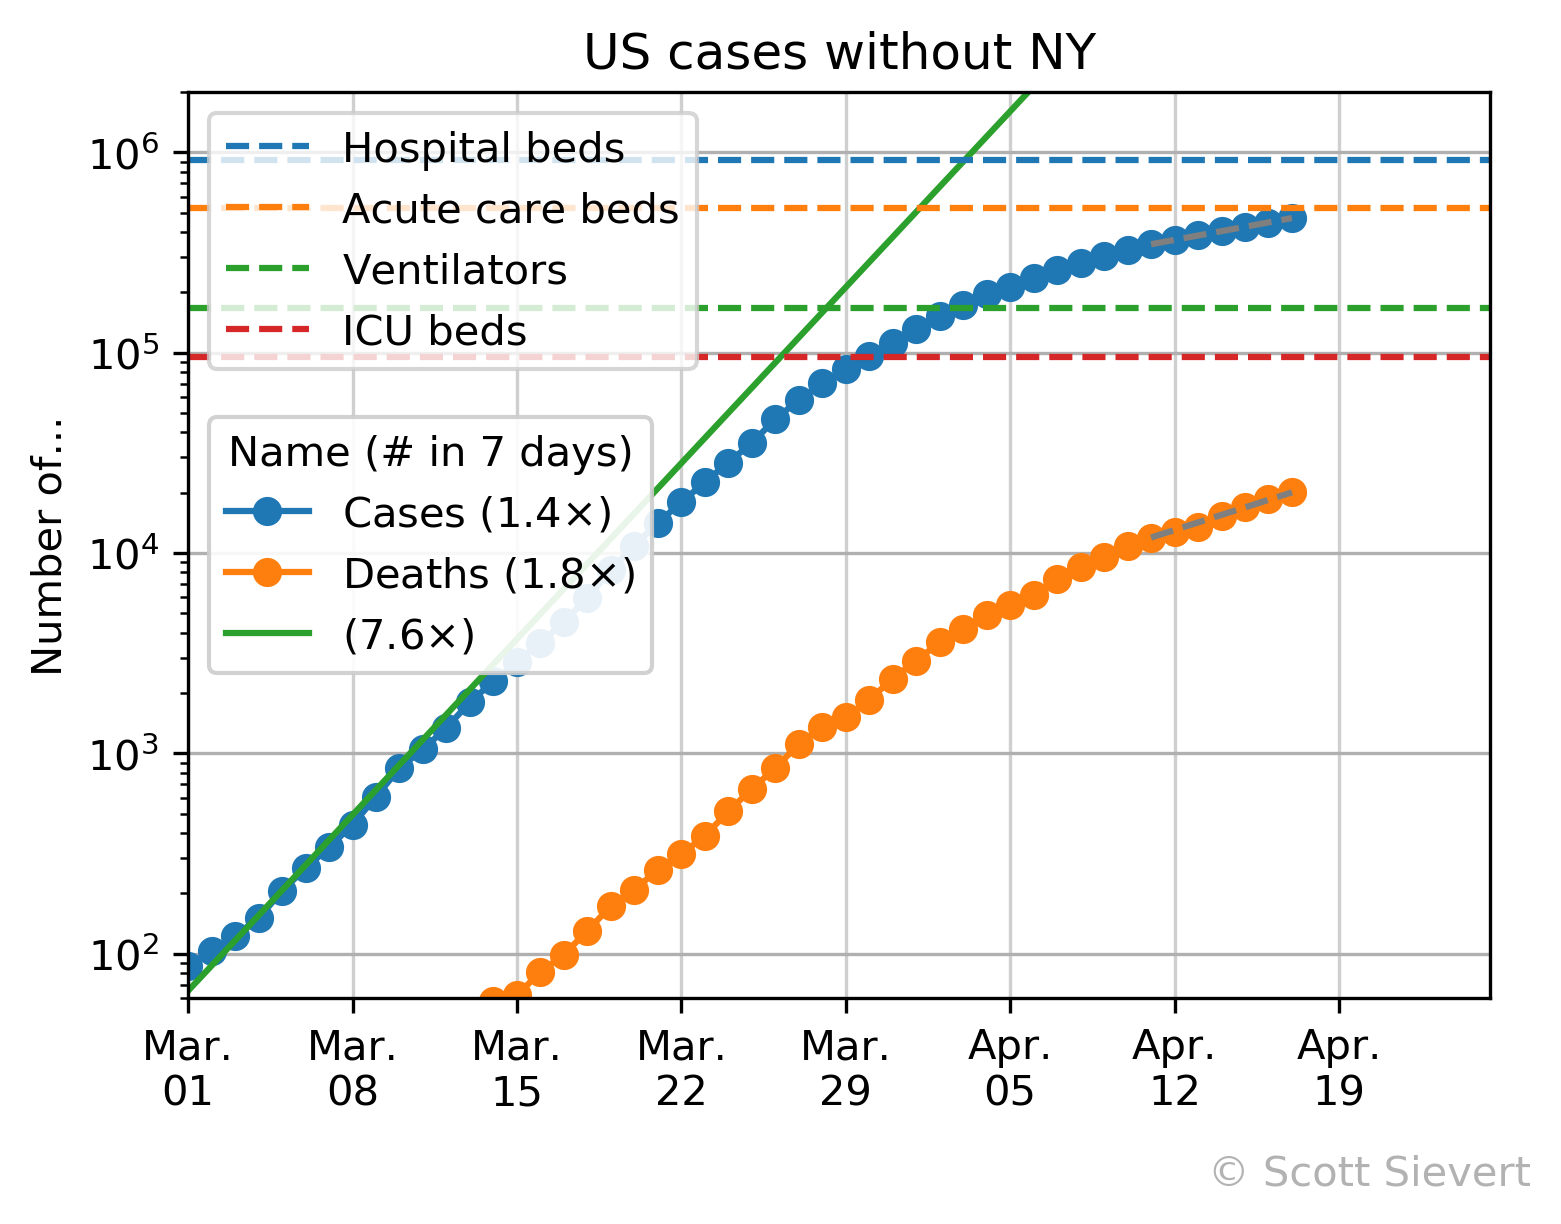 US cases without NY
Number of...
10⁶
10⁵
10⁴
10³
10²
Hospital beds
Acute care beds
Ventilators
ICU beds
Name (# in 7 days)
Cases (1.4×)
Deaths (1.8×)
(7.6×)
Mar. Mar. Mar. Mar. Mar. Apr. Apr. Apr.
01 08 15 22 29 05 12 19
© Scott Sievert